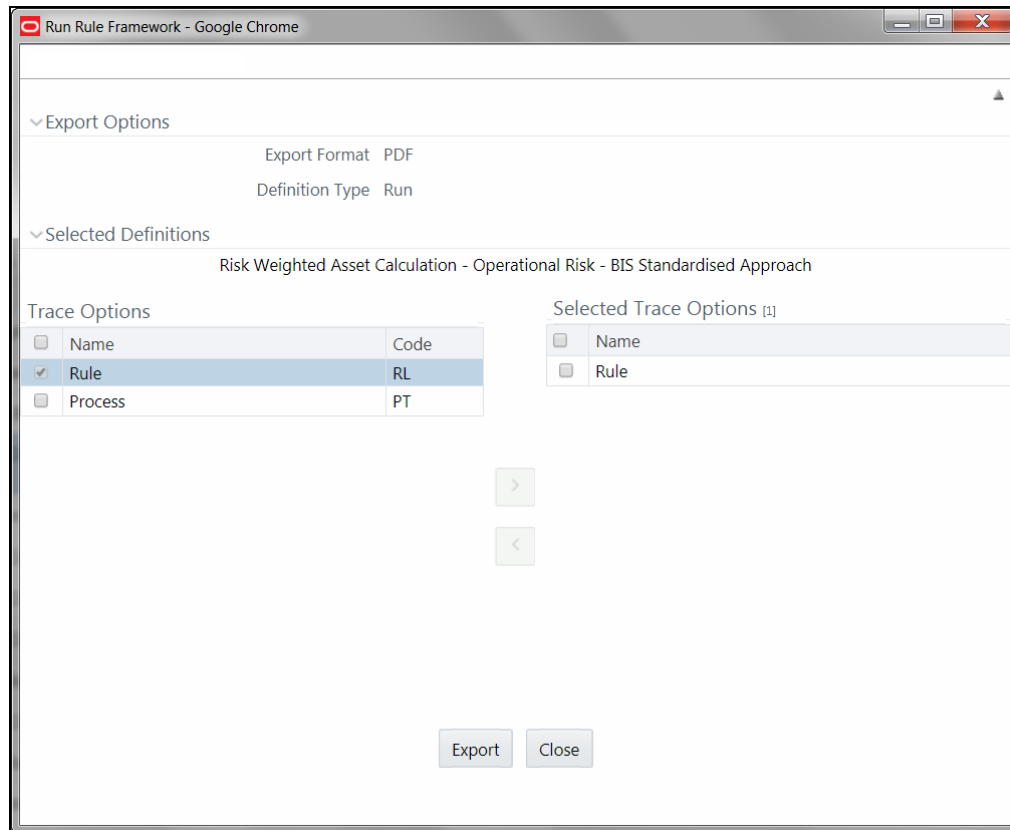 Run Rule Framework - Google Chrome
Export Options
Export Format PDF
Definition Type Run
Selected Definitions
Risk Weighted Asset Calculation - Operational Risk - BIS Standardised Approach
Trace Options
Name Code
Rule RL
Process PT
Selected Trace Options [1]
Name
Rule
>
<
Export Close